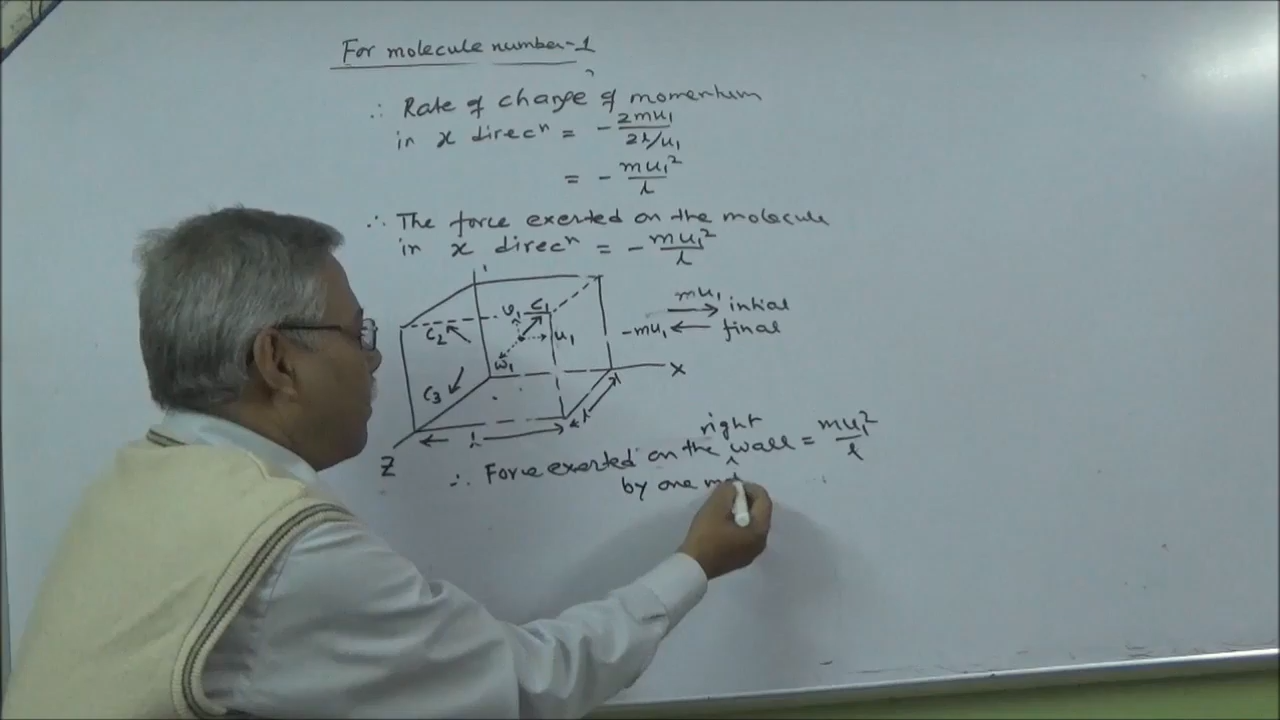 For molecule number-1
∴ Rate of change of momentum
in x direcⁿ = - 2mu₁ / 2l/u₁
= - mu₁² / l
∴ The force exerted on the molecule
in x direcⁿ = - mu₁² / l
v₁ C₁
C₂
u₁
w₁
C₃
mu₁ → initial
-mu₁ ← final
X
l
l
Z
right
∴ Force exerted on the ^ wall = mu₁² / l
by one